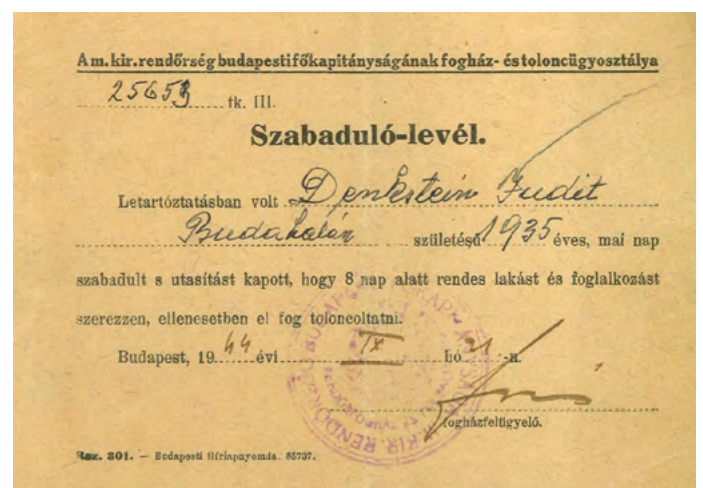 A m. kir. rendőrség budapesti főkapitányságának fogház- és toloncügyosztálya
25653 tk. III.
Szabaduló-levél.
Letartóztatásban volt Denkstein Judit
Budakalán születésű 1935 éves, mai nap
szabadult s utasítást kapott, hogy 8 nap alatt rendes lakást és foglalkozást
szerezzen, ellenesetben el fog toloncoltatni.
Budapest, 1944 évi IX hó 21-n.
fogházfelügyelő.
Rsz. 301. — Budapesti Hírlapnyomda. 85737.